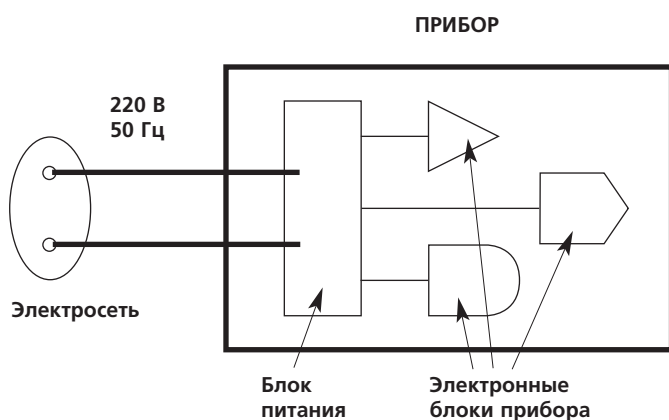 ПРИБОР
220 В
50 Гц
Электросеть
Блок
питания
Электронные
блоки прибора